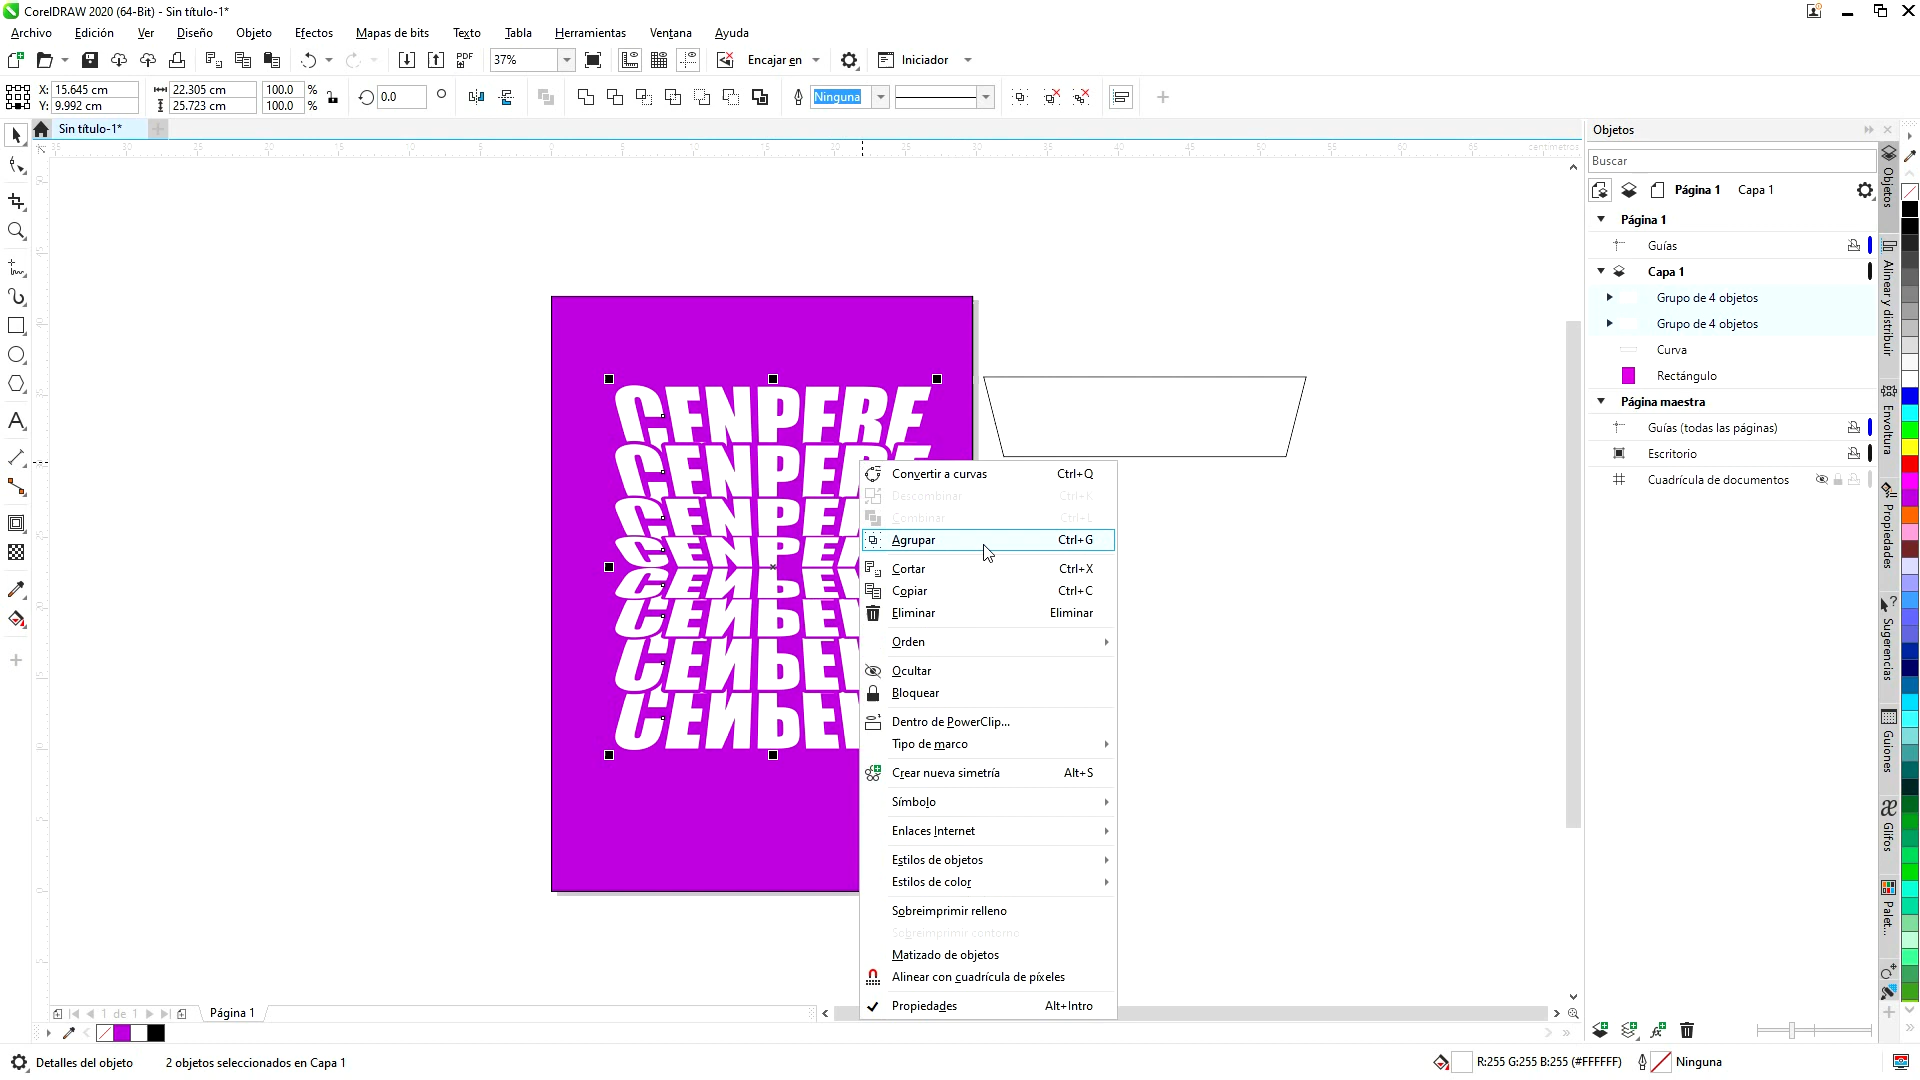 CorelDRAW 2020 (64-Bit) - Sin título-1*
Archivo Edición Ver Diseño Objeto Efectos Mapas de bits Texto Tabla Herramientas Ventana Ayuda
PDF 37% Encajar en Iniciador
X: 15.645 cm 22.305 cm 100.0 % 0.0 Ninguna
Y: 9.992 cm 25.723 cm 100.0 %
Sin título-1*
centímetros
CENPERE
CENPERE
CENPE
CENPE
Convertir a curvas Ctrl+Q
Descombinar Ctrl+K
Combinar Ctrl+L
Agrupar Ctrl+G
Cortar Ctrl+X
Copiar Ctrl+C
Eliminar Eliminar
Orden
Ocultar
Bloquear
Dentro de PowerClip...
Tipo de marco
Crear nueva simetría Alt+S
Símbolo
Enlaces Internet
Estilos de objetos
Estilos de color
Sobreimprimir relleno
Sobreimprimir contorno
Matizado de objetos
Alinear con cuadrícula de píxeles
Propiedades Alt+Intro
Objetos
Buscar
Página 1 Capa 1
Página 1
Guías
Capa 1
Grupo de 4 objetos
Grupo de 4 objetos
Curva
Rectángulo
Página maestra
Guías (todas las páginas)
Escritorio
Cuadrícula de documentos
Objetos
Alinear y distribuir
Envoltura
Propiedades
Sugerencias
Guiones
Glifos
Palet...
1 de 1 Página 1
Detalles del objeto 2 objetos seleccionados en Capa 1 R:255 G:255 B:255 (#FFFFFF) Ninguna